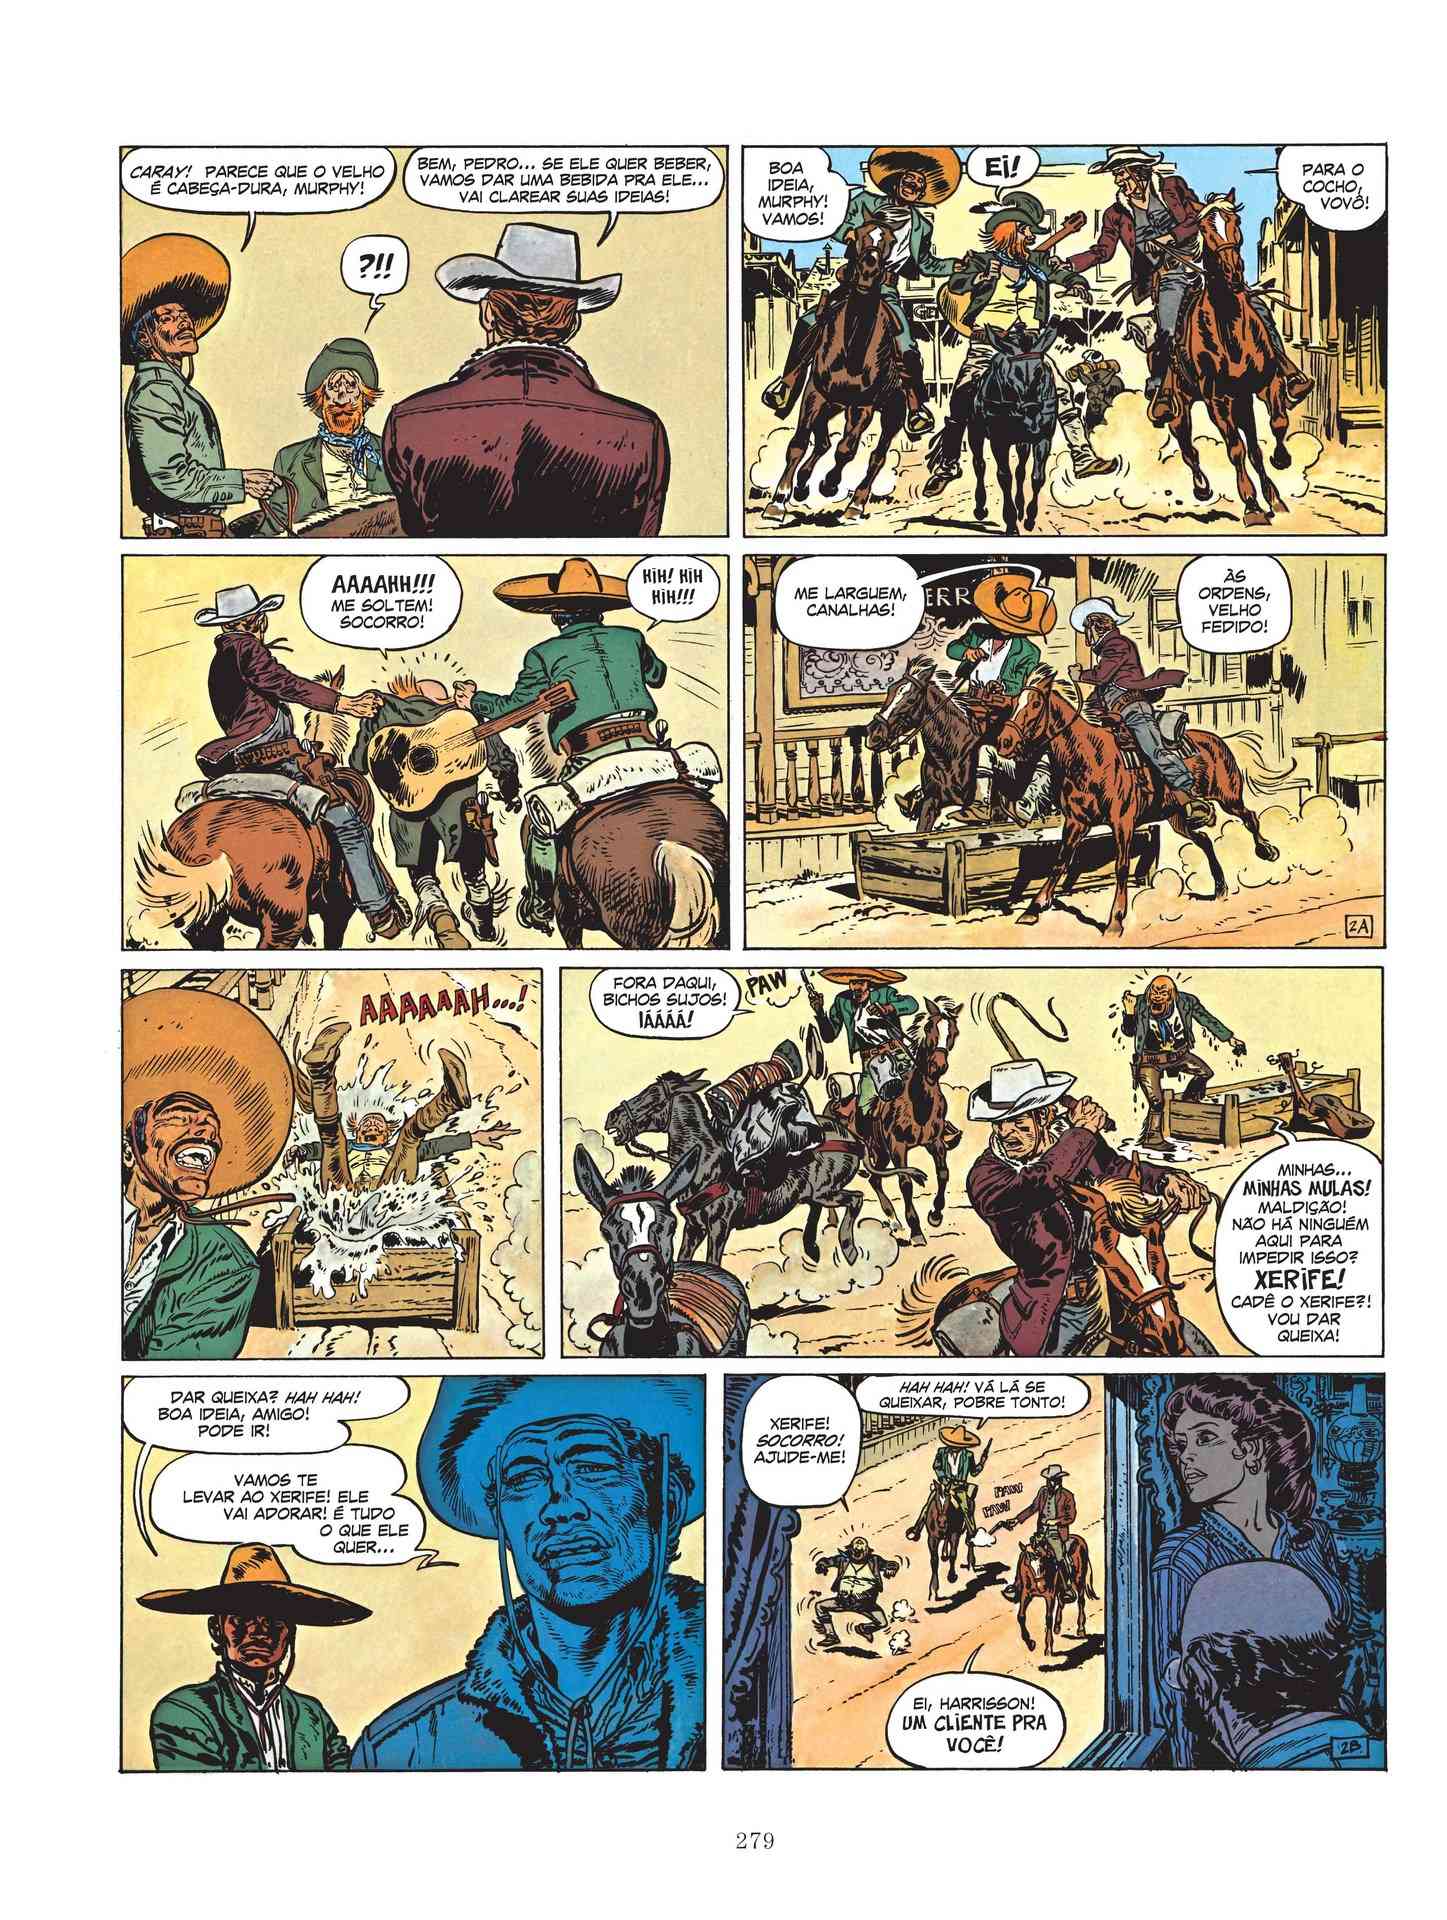 CARAY! PARECE QUE O VELHO
É CABEÇA-DURA, MURPHY!
BEM, PEDRO... SE ELE QUER BEBER,
VAMOS DAR UMA BEBIDA PRA ELE...
VAI CLAREAR SUAS IDEIAS!
?!!
BOA
IDEIA,
MURPHY!
VAMOS!
EI!
PARA O
COCHO,
VOVÔ!
AAAAHH!!!
ME SOLTEM!
SOCORRO!
HIH! HIH
HIH!!!
ME LARGUEM,
CANALHAS!
ERR
ÀS
ORDENS,
VELHO
FEDIDO!
2A
AAAAAAH...!
FORA DAQUI,
BICHOS SUJOS!
IÁÁÁÁ!
PAW
MINHAS...
MINHAS MULAS!
MALDIÇÃO!
NÃO HÁ NINGUÉM
AQUI PARA
IMPEDIR ISSO?
XERIFE!
CADÊ O XERIFE?!
VOU DAR
QUEIXA!
DAR QUEIXA? HAH HAH!
BOA IDEIA, AMIGO!
PODE IR!
VAMOS TE
LEVAR AO XERIFE! ELE
VAI ADORAR! É TUDO
O QUE ELE
QUER...
XERIFE!
SOCORRO!
AJUDE-ME!
HAH HAH! VÁ LÁ SE
QUEIXAR, POBRE TONTO!
PAW
PAW
EI, HARRISSON!
UM CLIENTE PRA
VOCÊ!
2B
279